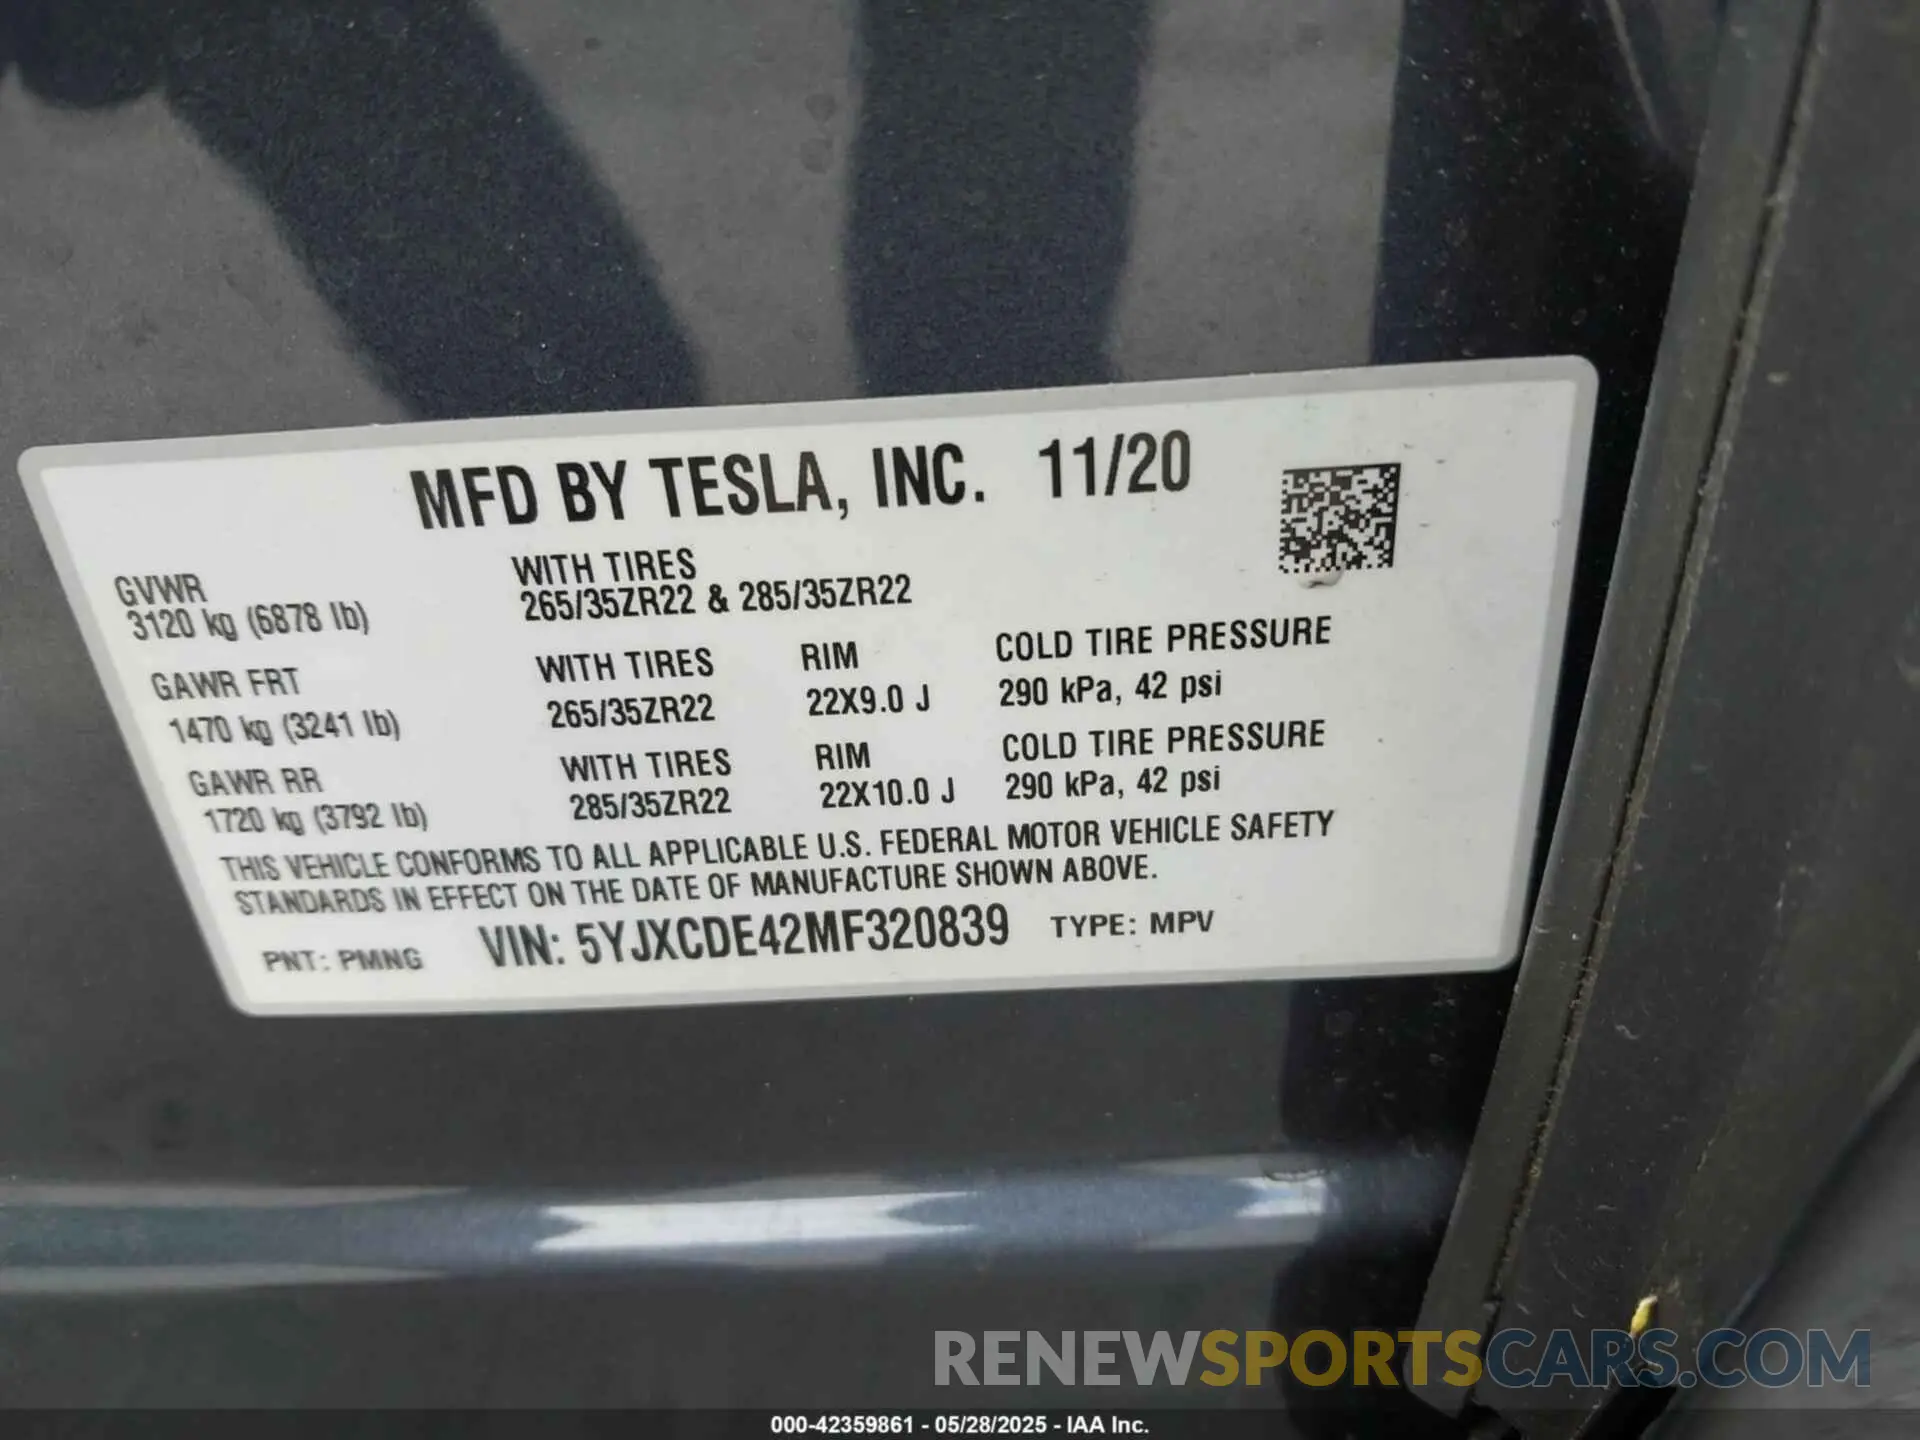 MFD BY TESLA, INC. 11/20
GVWR WITH TIRES
3120 kg (6878 lb) 265/35ZR22 & 285/35ZR22
GAWR FRT WITH TIRES RIM COLD TIRE PRESSURE
1470 kg (3241 lb) 265/35ZR22 22X9.0 J 290 kPa, 42 psi
GAWR RR WITH TIRES RIM COLD TIRE PRESSURE
1720 kg (3792 lb) 285/35ZR22 22X10.0 J 290 kPa, 42 psi
THIS VEHICLE CONFORMS TO ALL APPLICABLE U.S. FEDERAL MOTOR VEHICLE SAFETY
STANDARDS IN EFFECT ON THE DATE OF MANUFACTURE SHOWN ABOVE.
PNT: PMNG VIN: 5YJXCDE42MF320839 TYPE: MPV
RENEWSPORTSCARS.COM
000-42359861 - 05/28/2025 - IAA Inc.